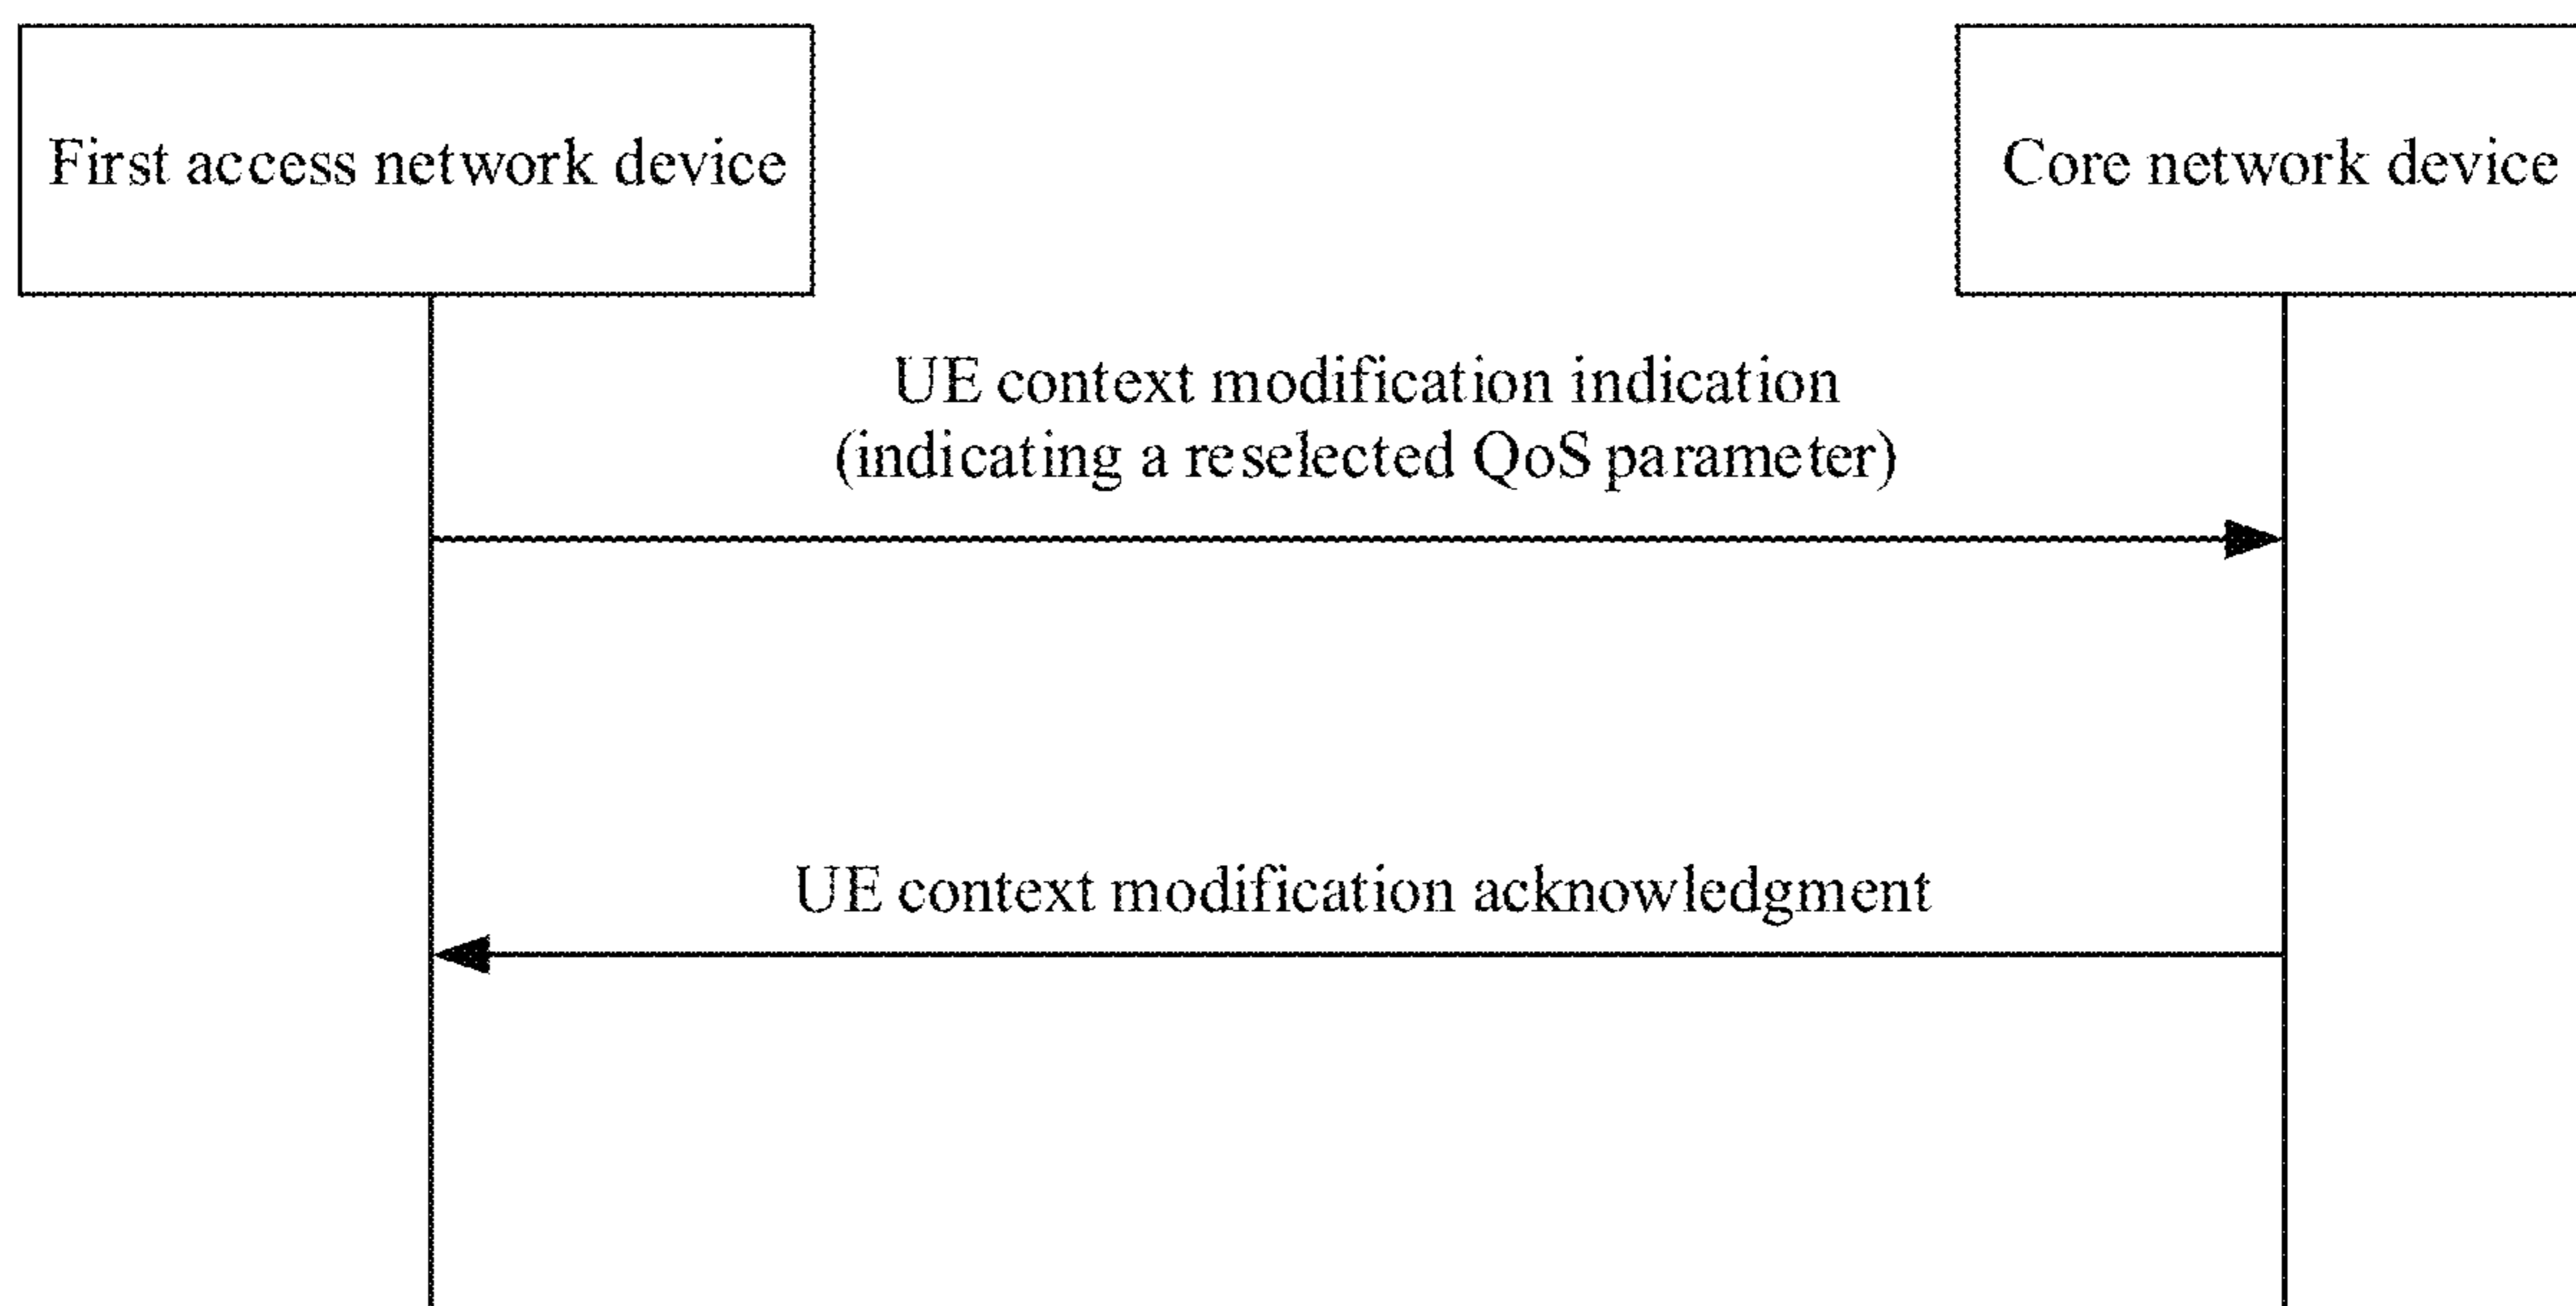 First access network device
Core network device
UE context modification indication
(indicating a reselected QoS parameter)
UE context modification acknowledgment